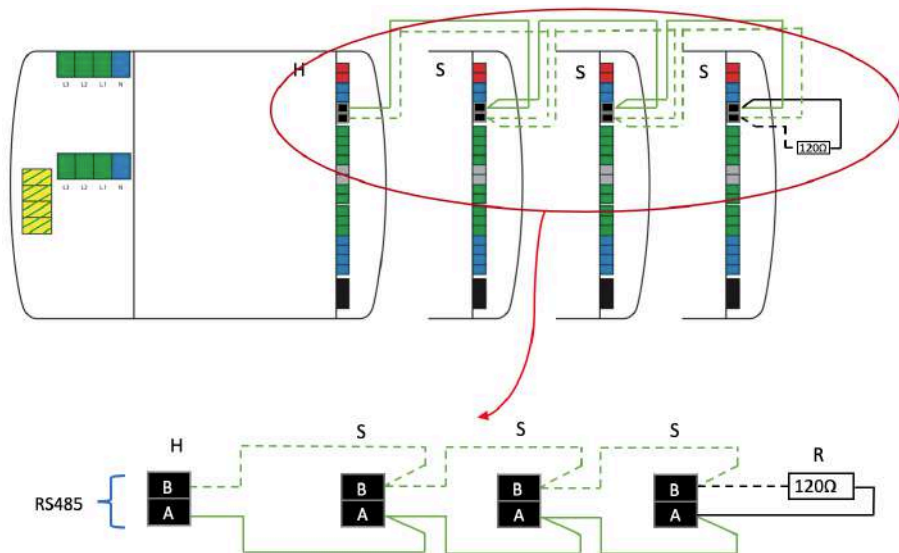 H S S S
L3 L2 L1 N
120Ω
L3 L2 L1 N
H S S S R
B B B B 120Ω
RS485
A A A A